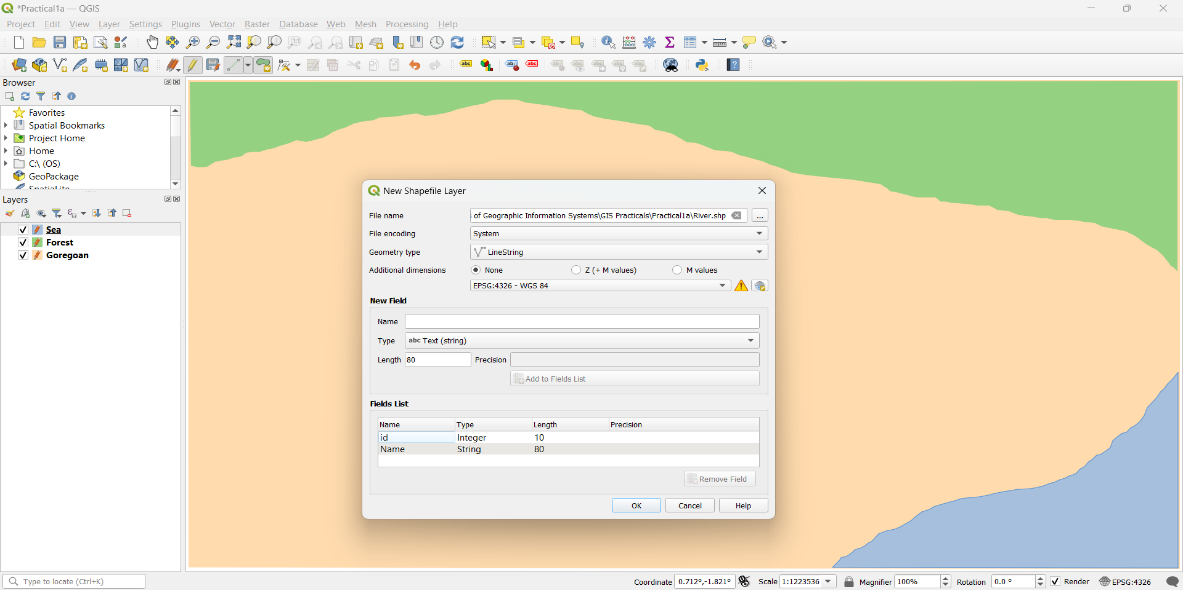 *Practical1a — QGIS
Project Edit View Layer Settings Plugins Vector Raster Database Web Mesh Processing Help
Browser
Favorites
Spatial Bookmarks
Project Home
Home
C:\ (OS)
GeoPackage
SpatiaLite
Layers
Sea
Forest
Goregoan
New Shapefile Layer
File name of Geographic Information Systems\GIS Practicals\Practical1a\River.shp ...
File encoding System
Geometry type LineString
Additional dimensions None Z (+ M values) M values
EPSG:4326 - WGS 84
New Field
Name
Type abc Text (string)
Length 80 Precision
Add to Fields List
Fields List
Name Type Length Precision
id Integer 10
Name String 80
Remove Field
OK Cancel Help
Type to locate (Ctrl+K) Coordinate 0.712°,-1.821° Scale 1:1223536 Magnifier 100% Rotation 0.0 ° Render EPSG:4326